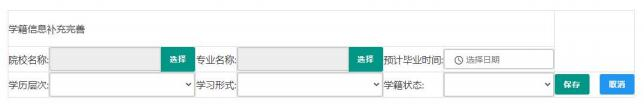 学籍信息补充完善
院校名称: 选择 专业名称: 选择 预计毕业时间: 选择日期
学历层次: 学习形式: 学籍状态: 保存 取消